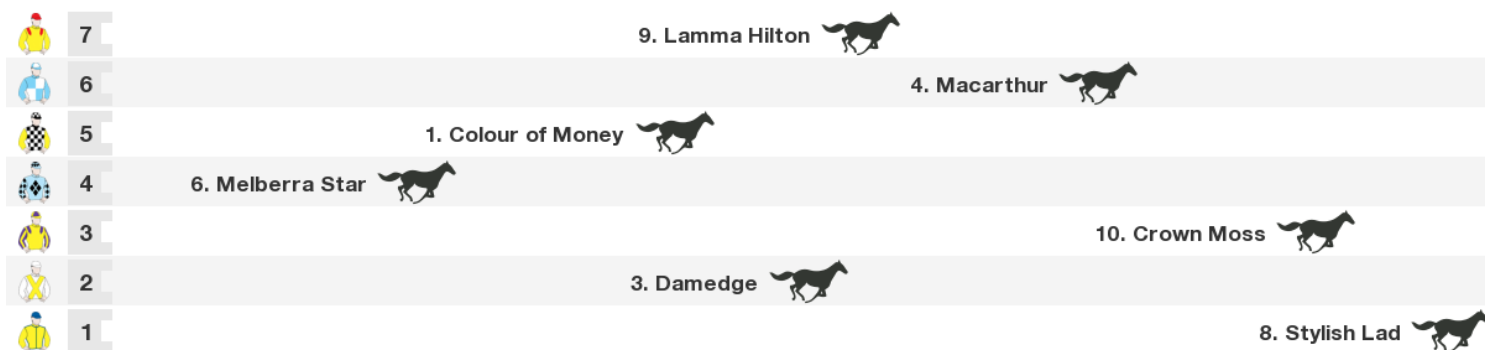 7 9. Lamma Hilton
6 4. Macarthur
5 1. Colour of Money
4 6. Melberra Star
3 10. Crown Moss
2 3. Damedge
1 8. Stylish Lad